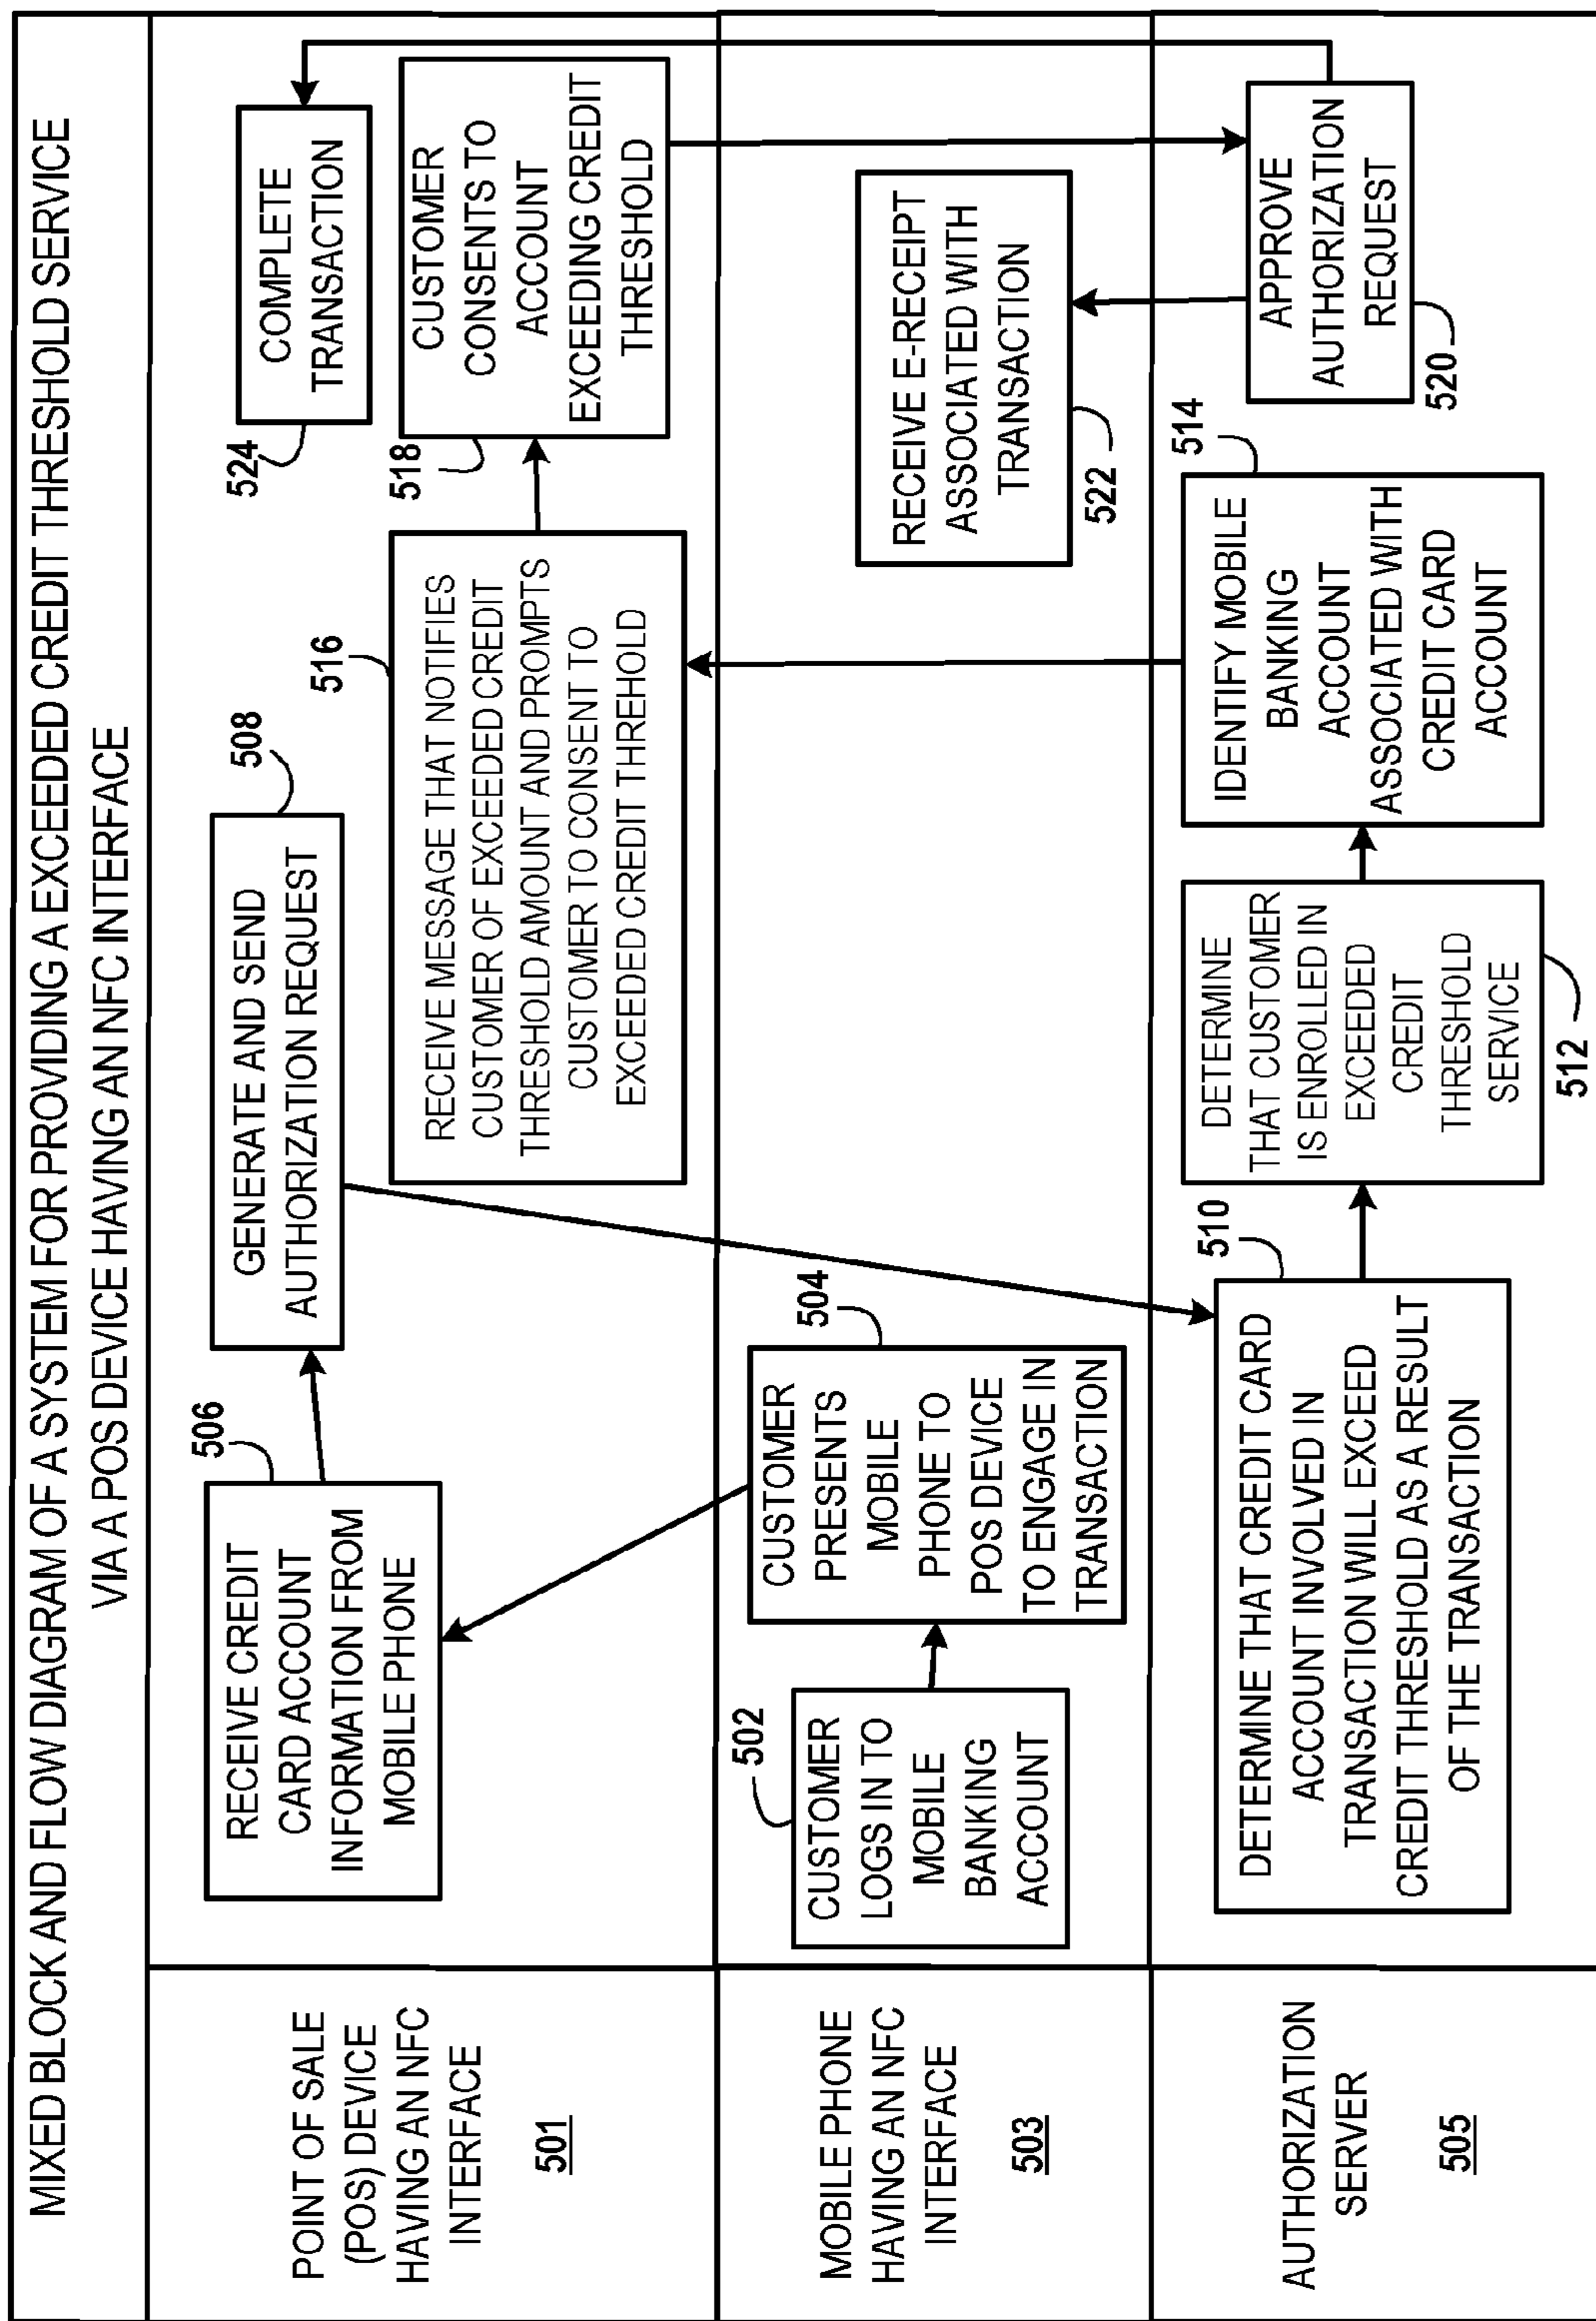 MIXED BLOCK AND FLOW DIAGRAM OF A SYSTEM FOR PROVIDING A EXCEEDED CREDIT THRESHOLD SERVICE
VIA A POS DEVICE HAVING AN NFC INTERFACE
POINT OF SALE
(POS) DEVICE
HAVING AN NFC
INTERFACE
501
506
RECEIVE CREDIT
CARD ACCOUNT
INFORMATION FROM
MOBILE PHONE
508
GENERATE AND SEND
AUTHORIZATION REQUEST
516
RECEIVE MESSAGE THAT NOTIFIES
CUSTOMER OF EXCEEDED CREDIT
THRESHOLD AMOUNT AND PROMPTS
CUSTOMER TO CONSENT TO
EXCEEDED CREDIT THREHOLD
524
COMPLETE
TRANSACTION
518
CUSTOMER
CONSENTS TO
ACCOUNT
EXCEEDING CREDIT
THRESHOLD
MOBILE PHONE
HAVING AN NFC
INTERFACE
503
502
CUSTOMER
LOGS IN TO
MOBILE
BANKING
ACCOUNT
504
CUSTOMER
PRESENTS
MOBILE
PHONE TO
POS DEVICE
TO ENGAGE IN
TRANSACTION
RECEIVE E-RECEIPT
ASSOCIATED WITH
TRANSACTION
522
AUTHORIZATION
SERVER
505
510
DETERMINE THAT CREDIT CARD
ACCOUNT INVOLVED IN
TRANSACTION WILL EXCEED
CREDIT THRESHOLD AS A RESULT
OF THE TRANSACTION
DETERMINE
THAT CUSTOMER
IS ENROLLED IN
EXCEEDED
CREDIT
THRESHOLD
SERVICE
512
514
IDENTIFY MOBILE
BANKING
ACCOUNT
ASSOCIATED WITH
CREDIT CARD
ACCOUNT
APPROVE
AUTHORIZATION
REQUEST
520